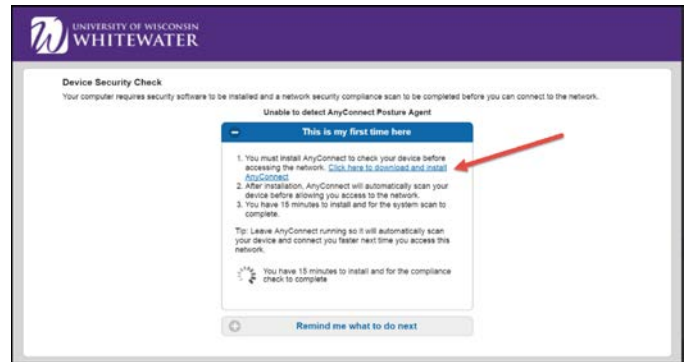 UNIVERSITY OF WISCONSIN
WHITEWATER
Device Security Check
Your computer requires security software to be installed and a network security compliance scan to be completed before you can connect to the network.
Unable to detect AnyConnect Posture Agent
This is my first time here
1. You must install AnyConnect to check your device before
accessing the network. Click here to download and install
AnyConnect
2. After installation, AnyConnect will automatically scan your
device before allowing you access to the network.
3. You have 15 minutes to install and for the system scan to
complete.
Tip: Leave AnyConnect running so it will automatically scan
your device and connect you faster next time you access this
network.
You have 15 minutes to install and for the compliance
check to complete
Remind me what to do next